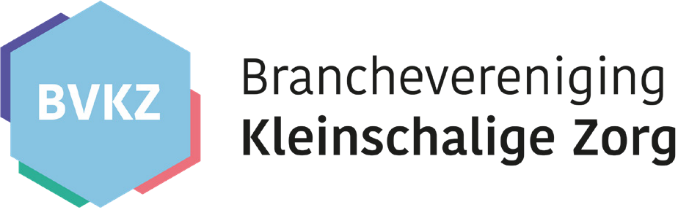 BVKZ
Branchevereniging
Kleinschalige Zorg